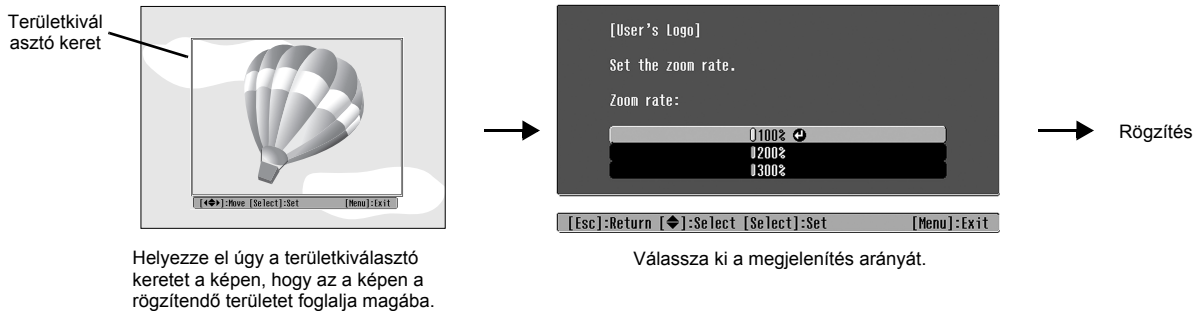 Területkivál
asztó keret
[◄◆►]:Move [Select]:Set [Menu]:Exit
Helyezze el úgy a területkiválasztó
keretet a képen, hogy az a képen a
rögzítendő területet foglalja magába.
[User's Logo]
Set the zoom rate.
Zoom rate:
100%
200%
300%
[Esc]:Return [◆]:Select [Select]:Set [Menu]:Exit
Válassza ki a megjelenítés arányát.
Rögzítés